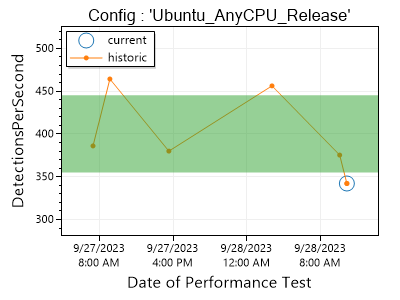 Config : 'Ubuntu_AnyCPU_Release'
current
historic
DetectionsPerSecond
500
450
400
350
300
9/27/2023
8:00 AM
9/27/2023
4:00 PM
9/28/2023
12:00 AM
9/28/2023
8:00 AM
Date of Performance Test